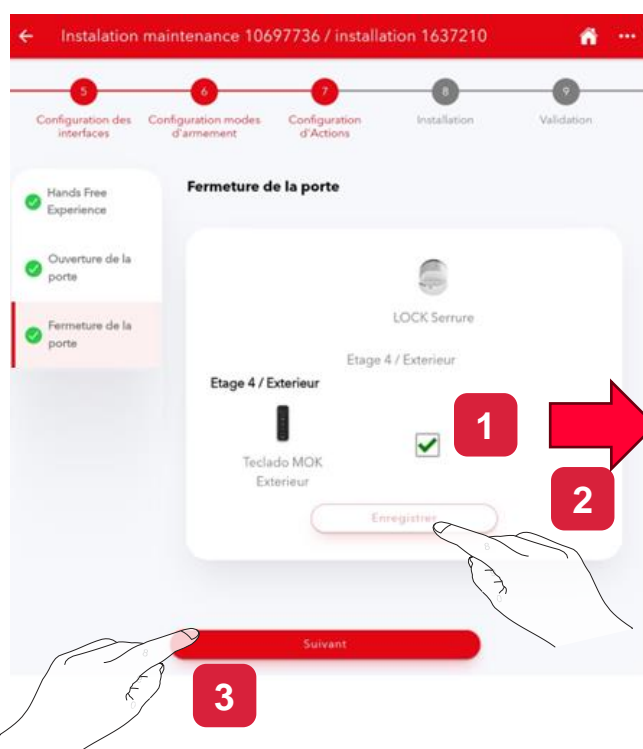 Instalation maintenance 10697736 / installation 1637210
5
6
7
8
9
Configuration des interfaces
Configuration modes d'armement
Configuration d'Actions
Installation
Validation
Hands Free
Experience
Ouverture de la
porte
Fermeture de la
porte
Fermeture de la porte
LOCK Serrure
Etage 4 / Exterieur
Etage 4 / Exterieur
Teclado MOK
Exterieur
1
2
Enregistrer
Suivant
3